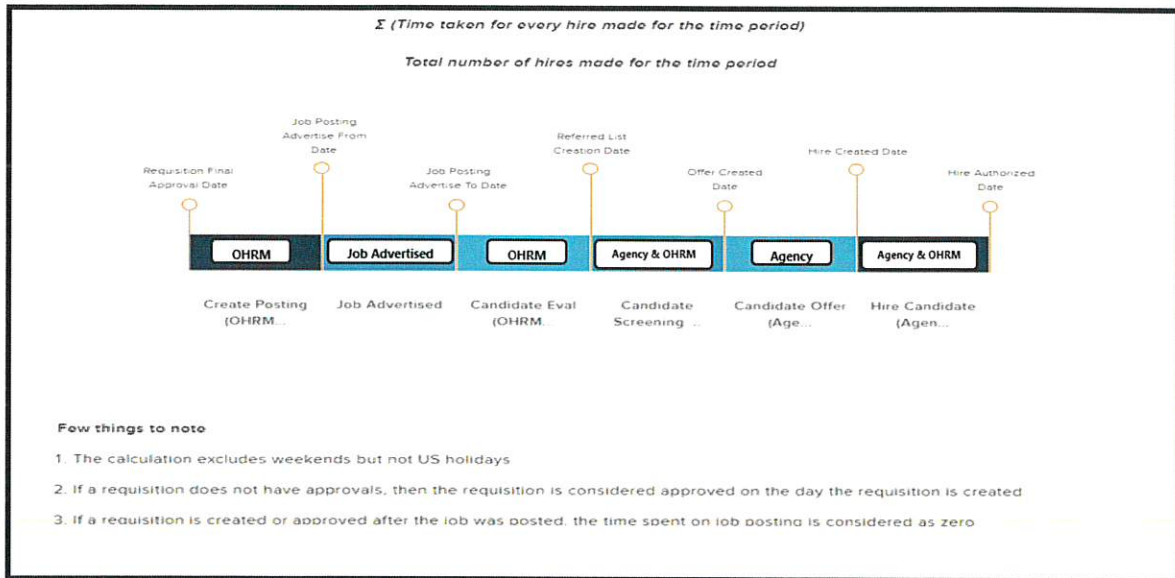 Σ (Time taken for every hire made for the time period)
Total number of hires made for the time period
Job Posting
Advertise From
Date
Referred List
Creation Date
Hire Created Date
Requisition Final
Approval Date
Job Posting
Advertise To Date
Offer Created
Date
Hire Authorized
Date
OHRM
Job Advertised
OHRM
Agency & OHRM
Agency
Agency & OHRM
Create Posting
(OHRM...
Job Advertised
Candidate Eval
(OHRM...
Candidate
Screening ...
Candidate Offer
(Age...
Hire Candidate
(Agen...
Few things to note
1. The calculation excludes weekends but not US holidays
2. If a requisition does not have approvals, then the requisition is considered approved on the day the requisition is created
3. If a requisition is created or approved after the job was posted, the time spent on job posting is considered as zero